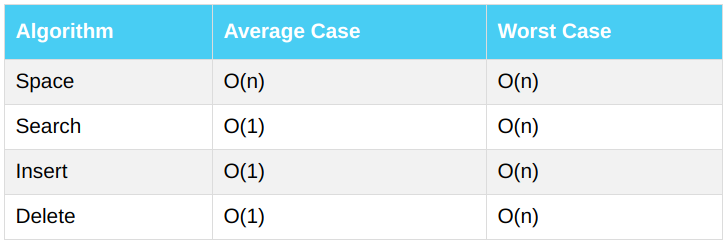 Algorithm Average Case Worst Case
Space O(n) O(n)
Search O(1) O(n)
Insert O(1) O(n)
Delete O(1) O(n)